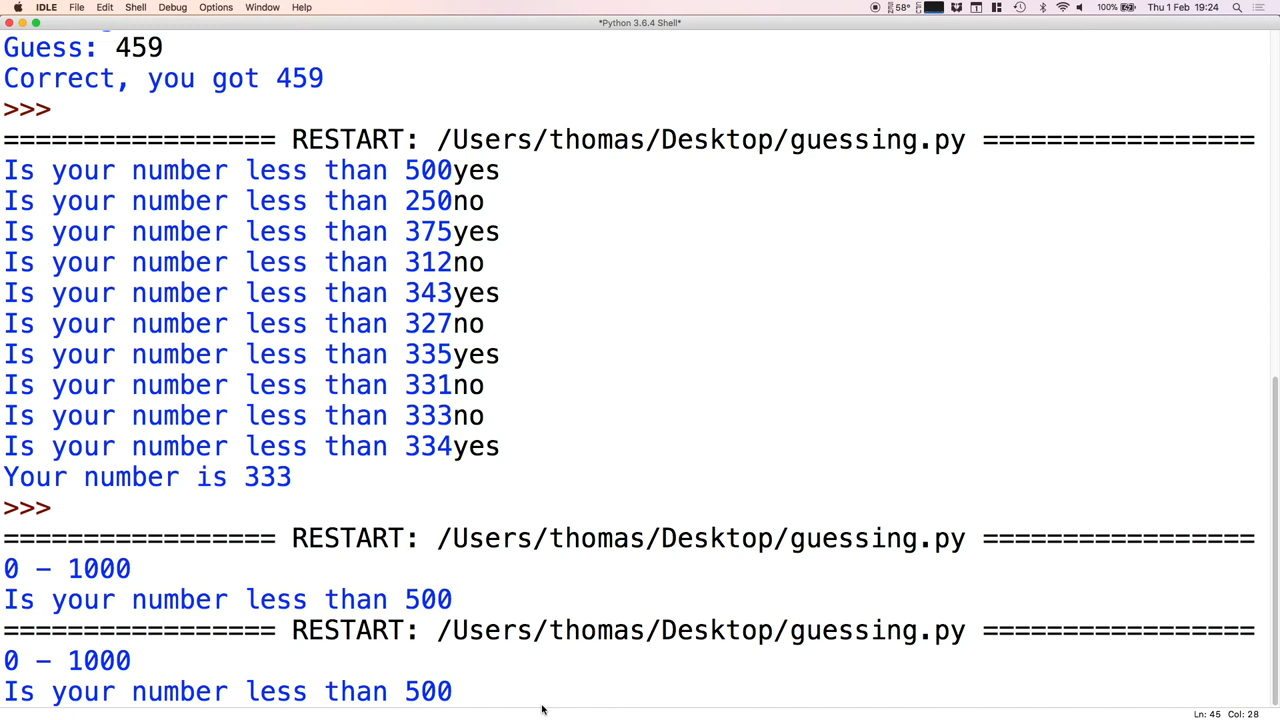 IDLE File Edit Shell Debug Options Window Help 58° 100% Thu 1 Feb 19:24
*Python 3.6.4 Shell*
Guess: 459
Correct, you got 459
>>>
================= RESTART: /Users/thomas/Desktop/guessing.py =================
Is your number less than 500yes
Is your number less than 250no
Is your number less than 375yes
Is your number less than 312no
Is your number less than 343yes
Is your number less than 327no
Is your number less than 335yes
Is your number less than 331no
Is your number less than 333no
Is your number less than 334yes
Your number is 333
>>>
================= RESTART: /Users/thomas/Desktop/guessing.py =================
0 - 1000
Is your number less than 500
================= RESTART: /Users/thomas/Desktop/guessing.py =================
0 - 1000
Is your number less than 500
Ln: 45 Col: 28